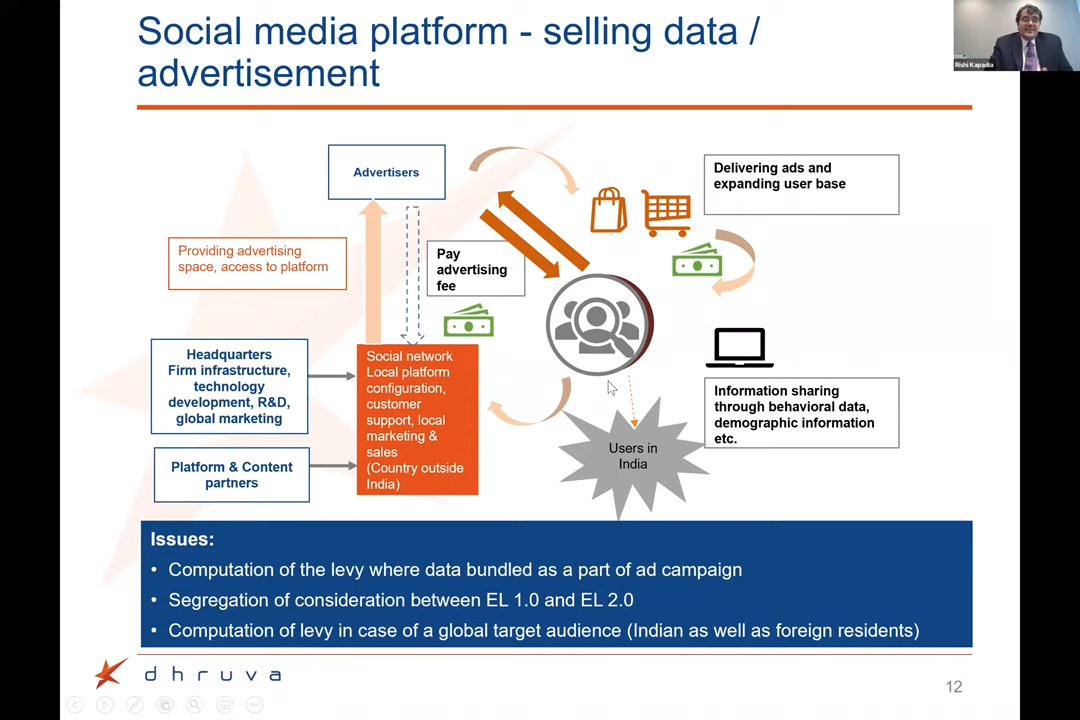 Social media platform - selling data /
advertisement
Rishi Kapadia
Advertisers
Delivering ads and
expanding user base
Providing advertising
space, access to platform
Pay
advertising
fee
Headquarters
Firm infrastructure,
technology
development, R&D,
global marketing
Social network
Local platform
configuration,
customer
support, local
marketing &
sales
(Country outside
India)
Platform & Content
partners
Information sharing
through behavioral data,
demographic information
etc.
Users in
India
Issues:
• Computation of the levy where data bundled as a part of ad campaign
• Segregation of consideration between EL 1.0 and EL 2.0
• Computation of levy in case of a global target audience (Indian as well as foreign residents)
dhruva
12